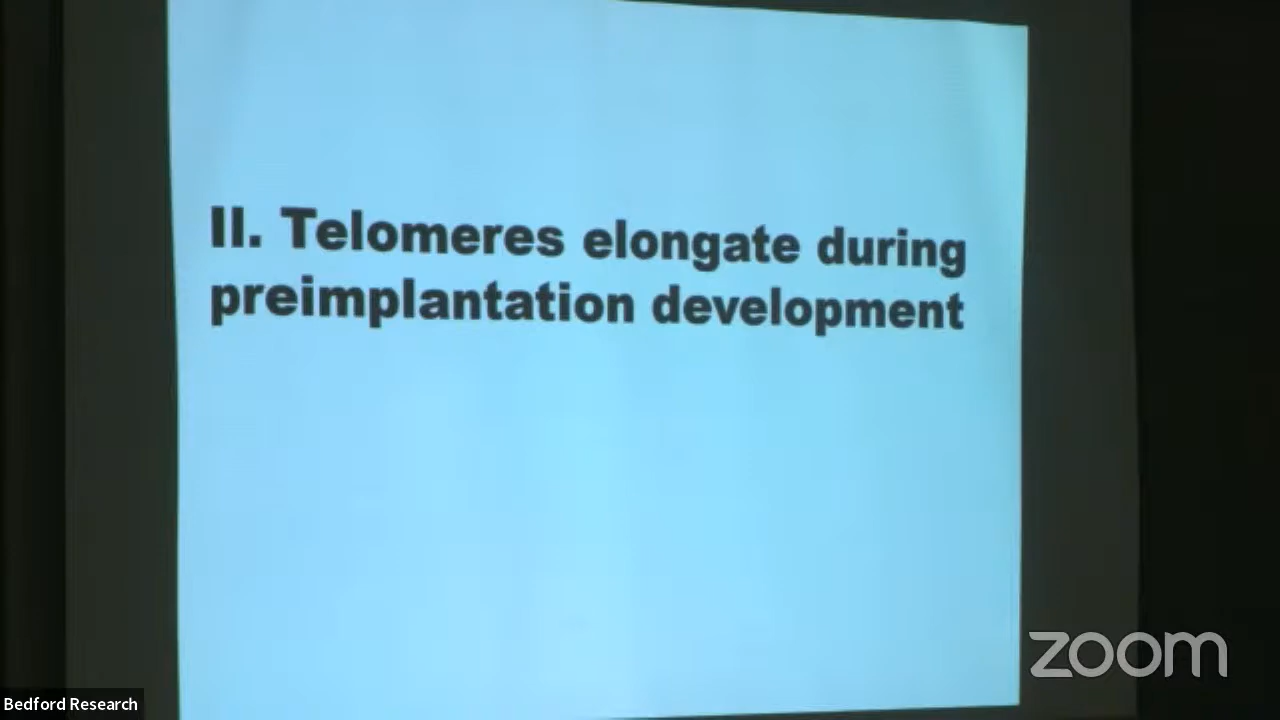 II. Telomeres elongate during
preimplantation development
zoom
Bedford Research